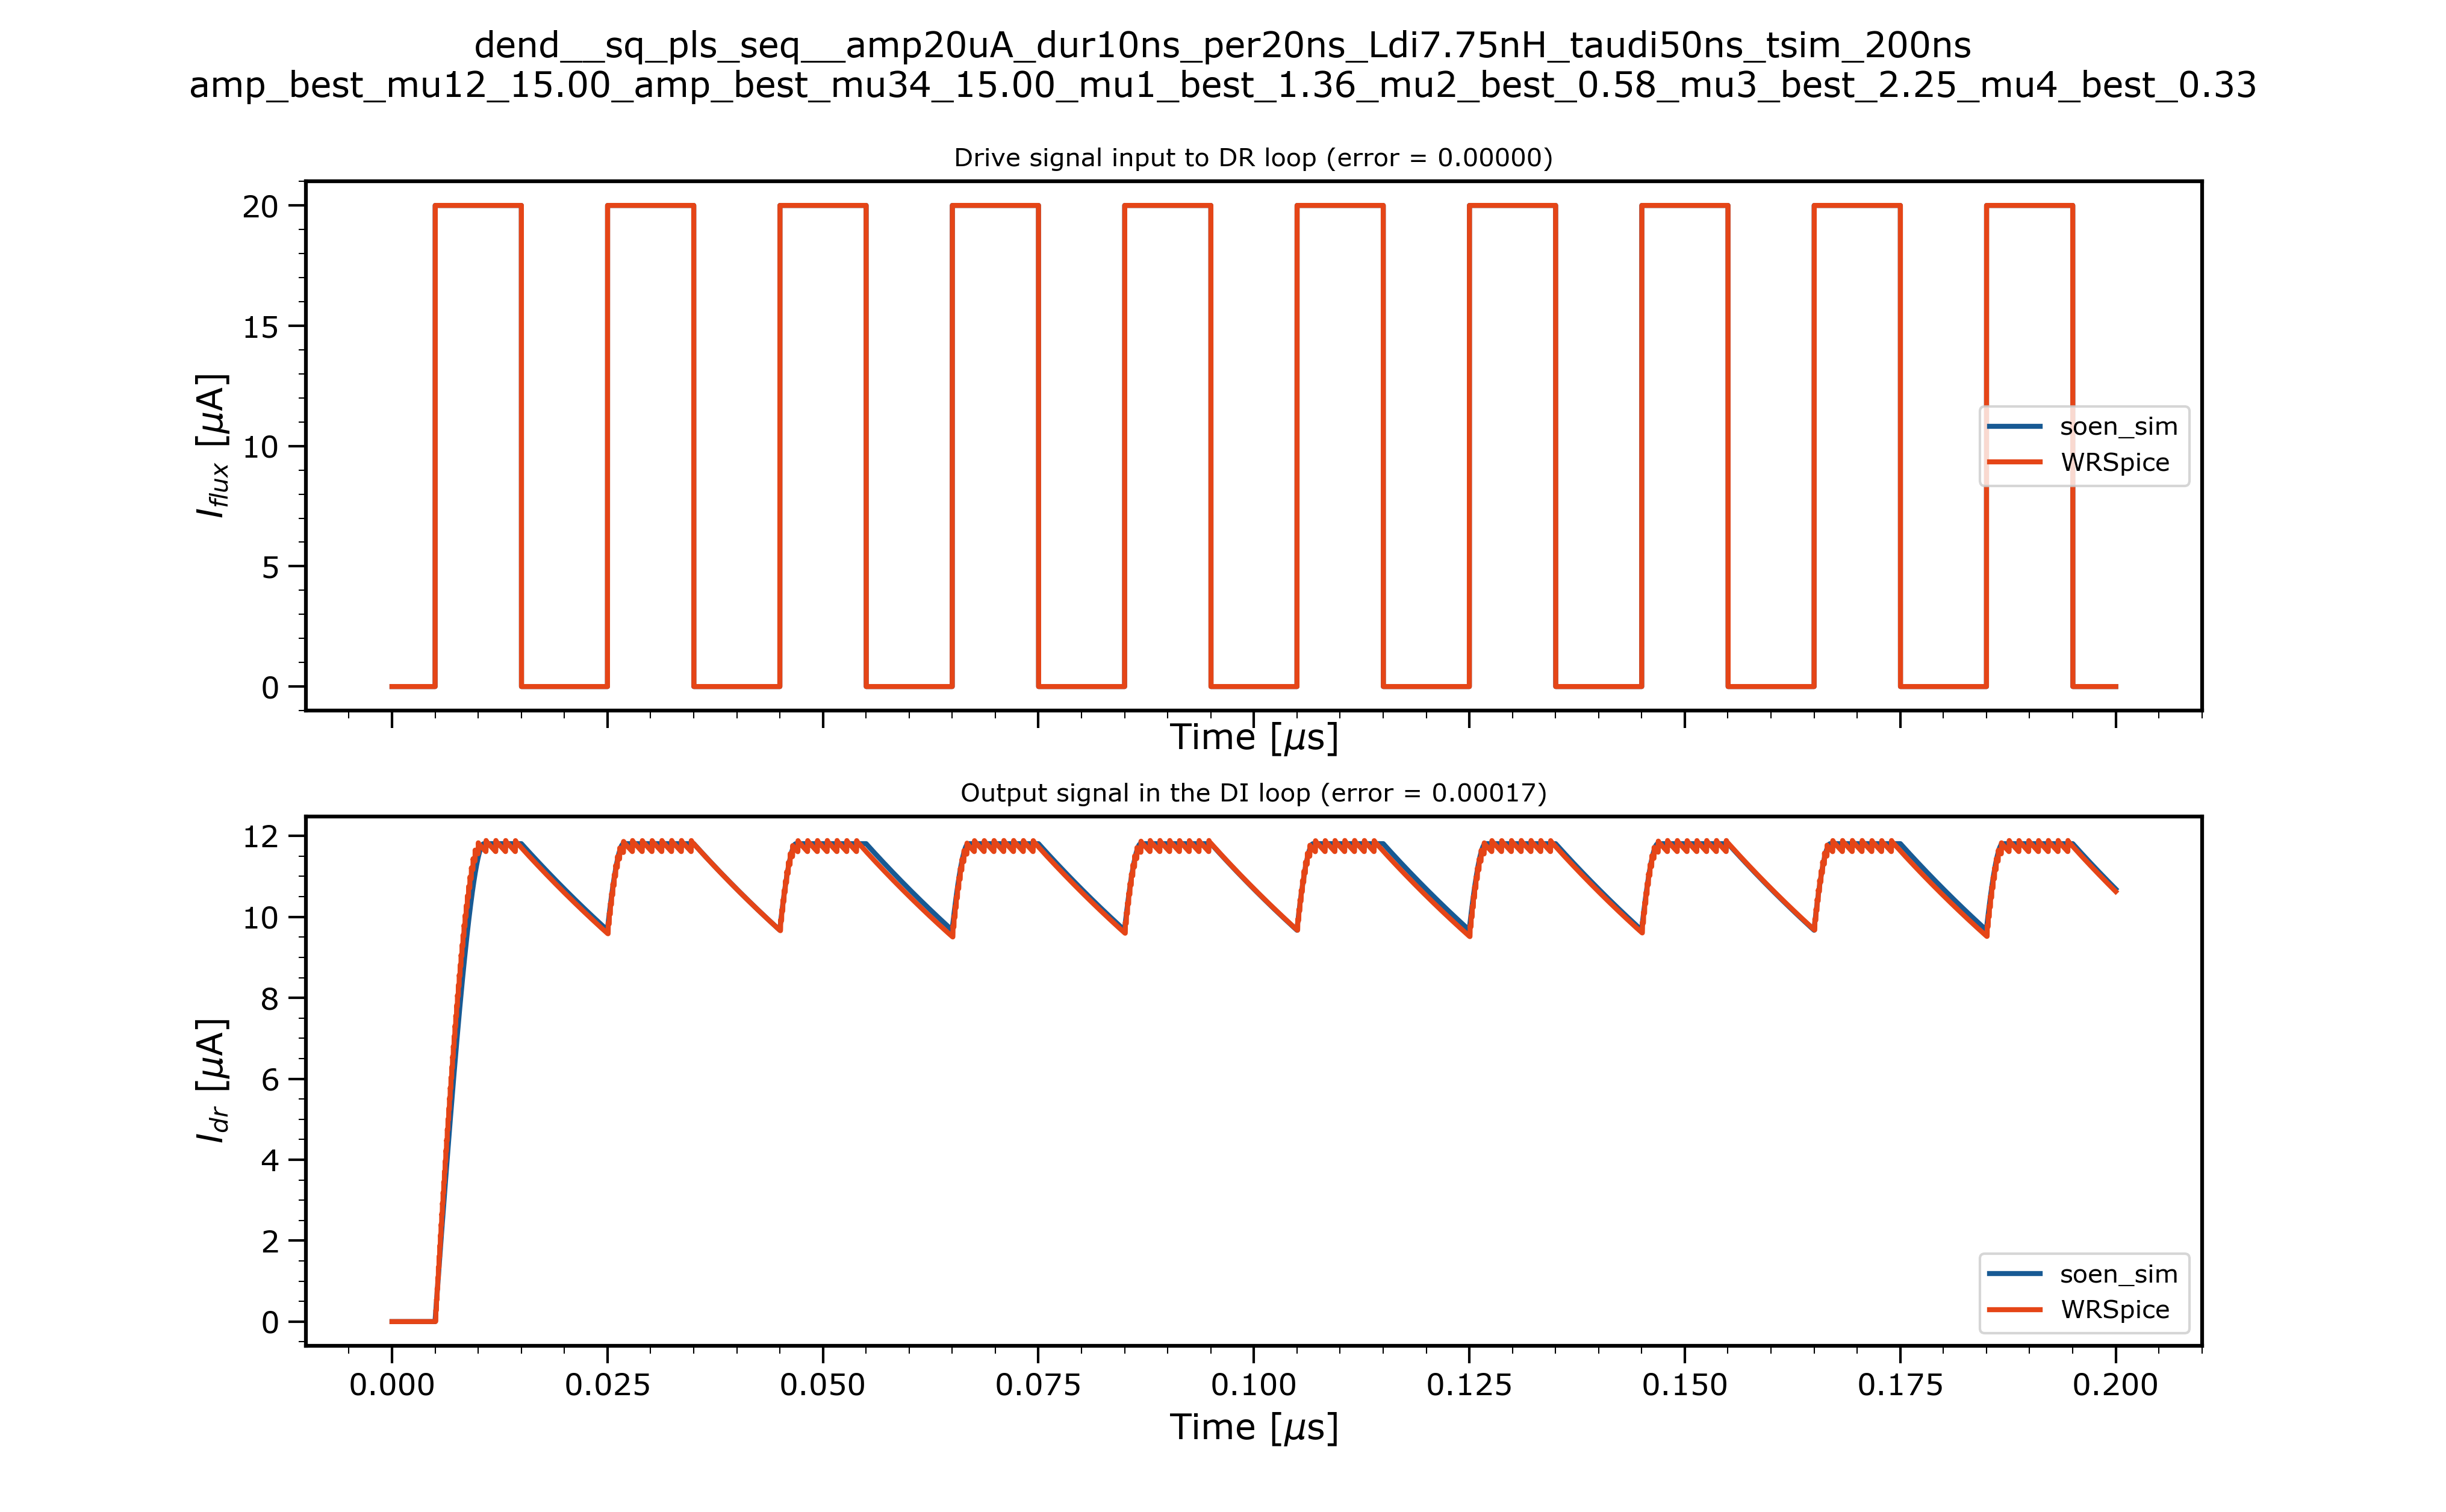 dend__sq_pls_seq__amp20uA_dur10ns_per20ns_Ldi7.75nH_taudi50ns_tsim_200ns
amp_best_mu12_15.00_amp_best_mu34_15.00_mu1_best_1.36_mu2_best_0.58_mu3_best_2.25_mu4_best_0.33
Drive signal input to DR loop (error = 0.00000)
20
15
10
5
0
I_flux [μA]
soen_sim
WRSpice
Time [μs]
Output signal in the DI loop (error = 0.00017)
12
10
8
6
4
2
0
I_dr [μA]
soen_sim
WRSpice
0.000 0.025 0.050 0.075 0.100 0.125 0.150 0.175 0.200
Time [μs]